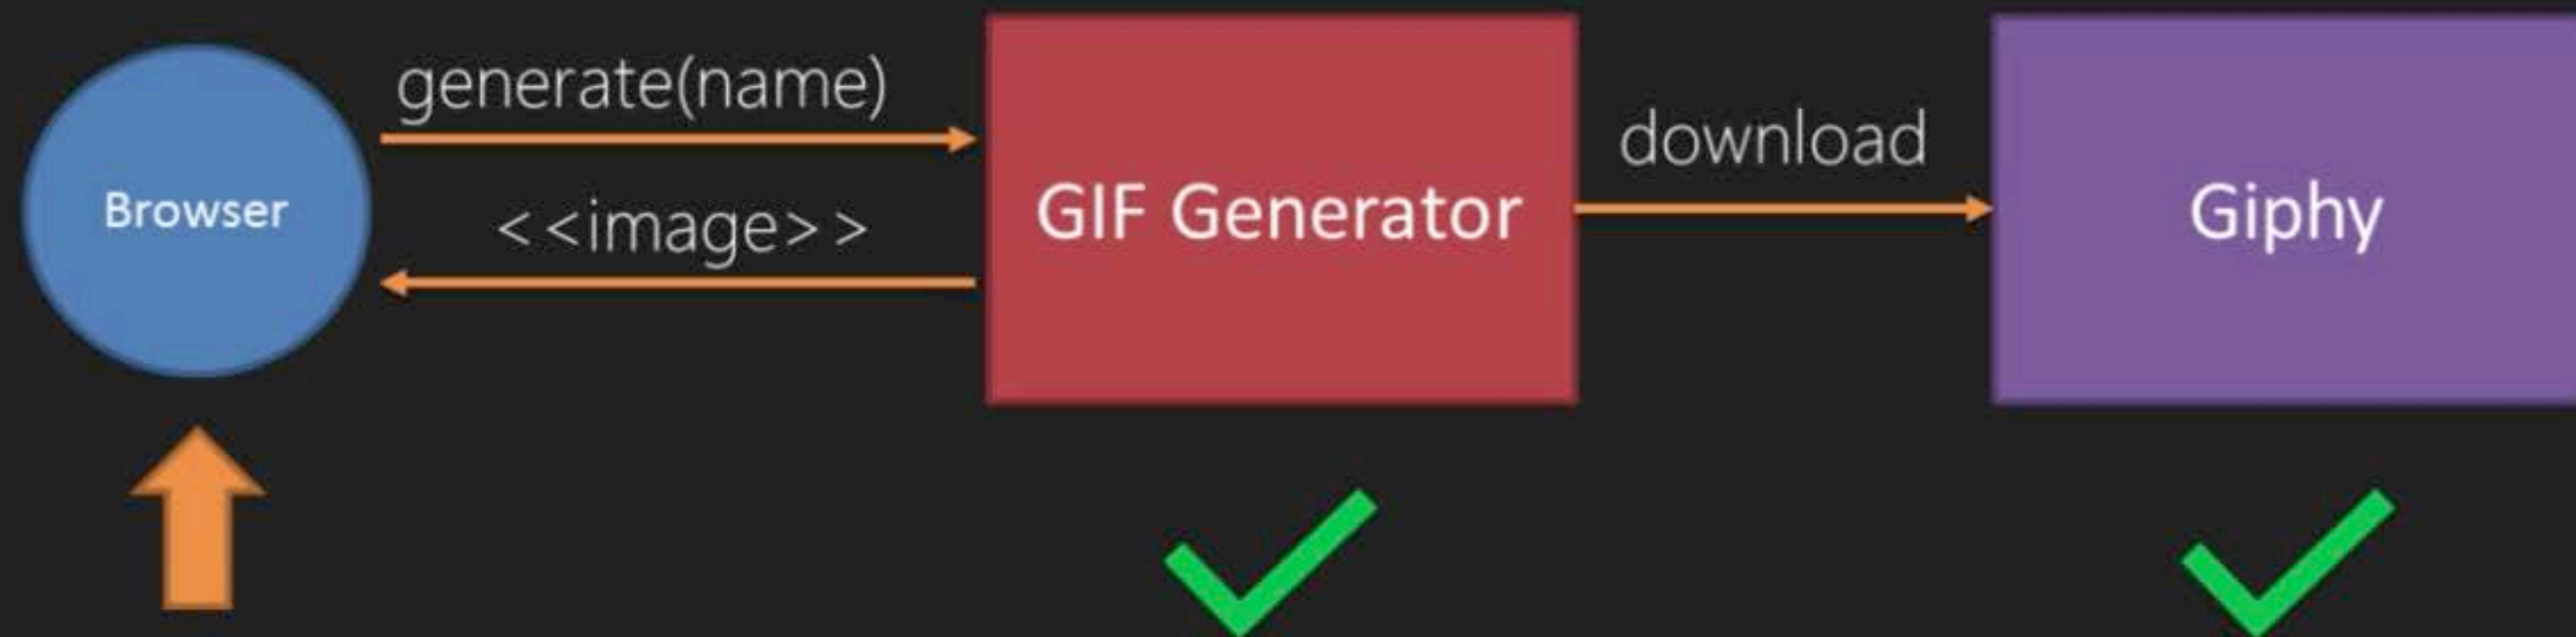 generate(name)
download
Browser
<<image>>
GIF Generator
Giphy